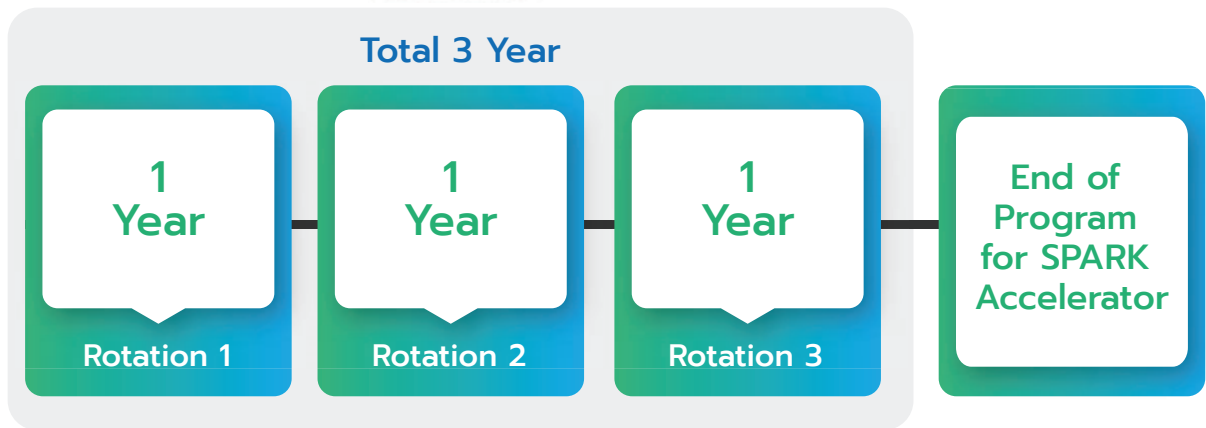 Total 3 Year
1
Year
Rotation 1
1
Year
Rotation 2
1
Year
Rotation 3
End of
Program
for SPARK
Accelerator